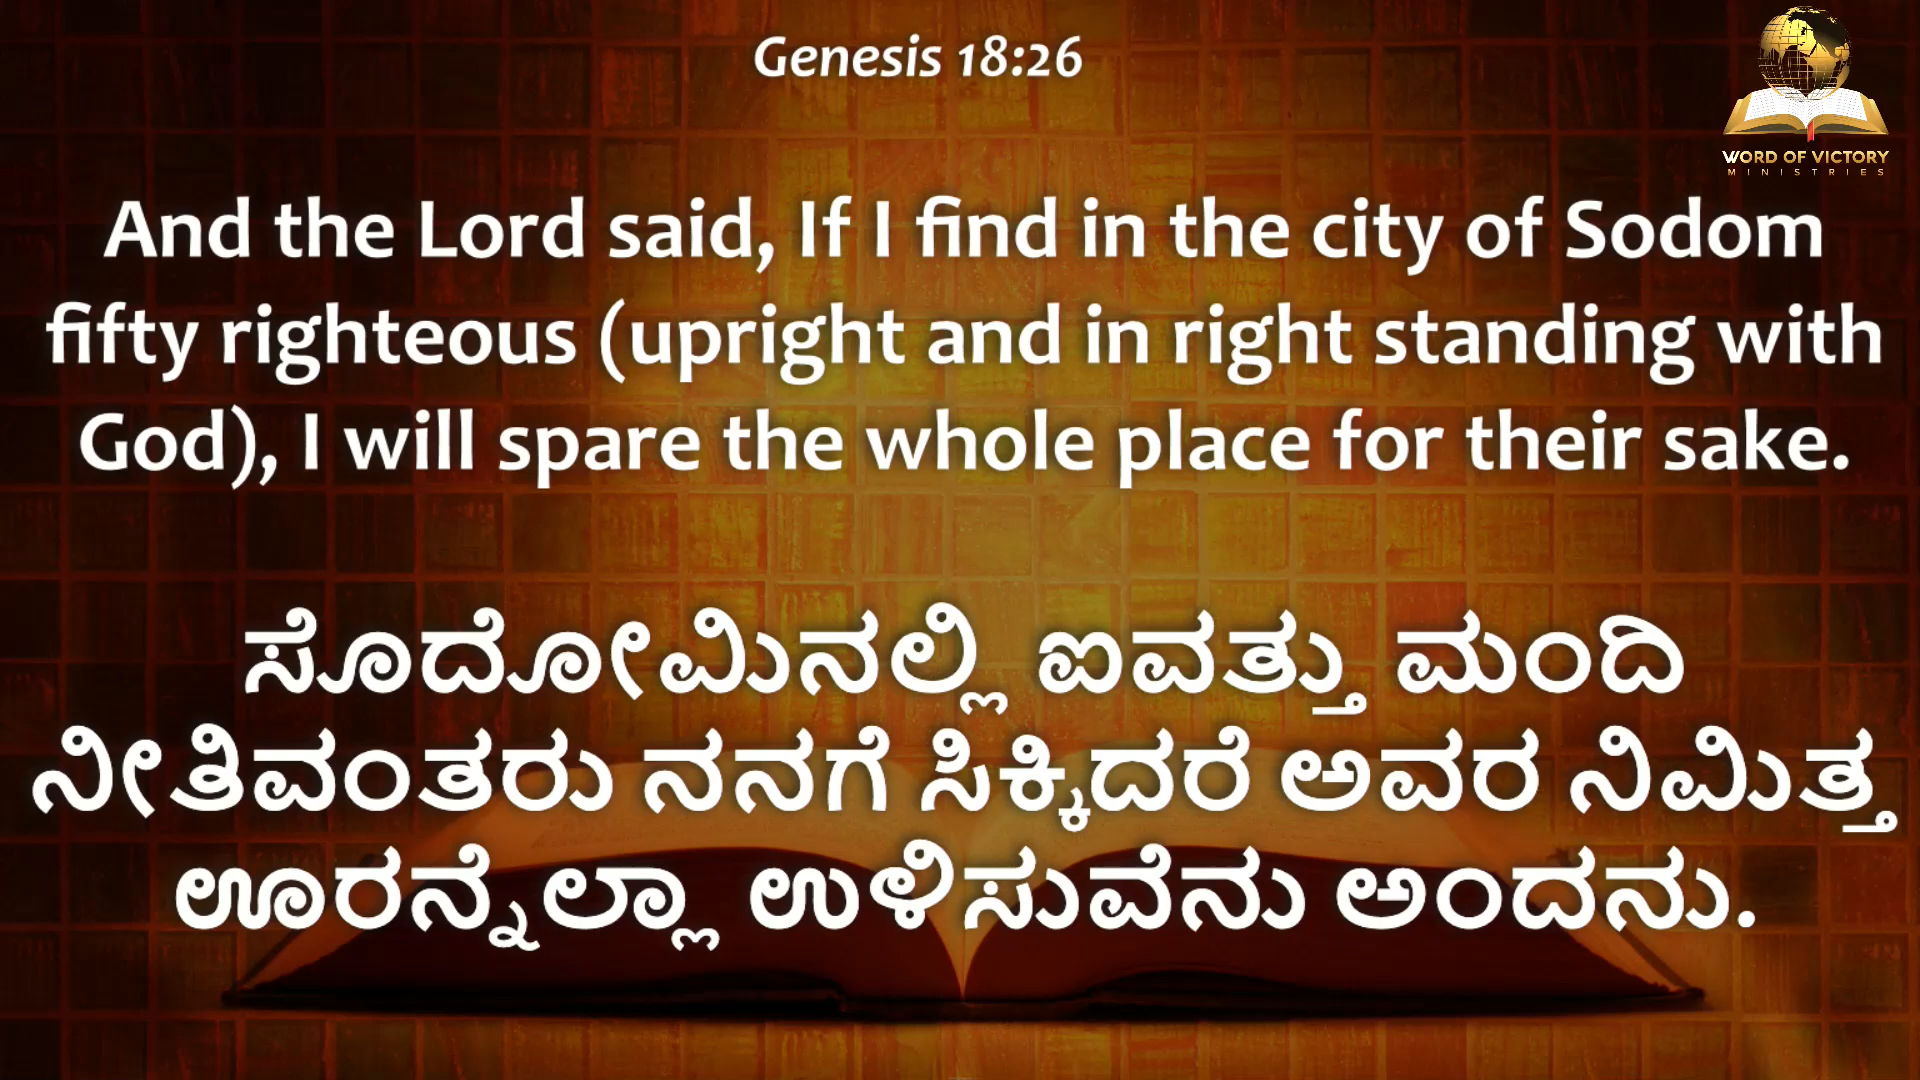 Genesis 18:26
WORD OF VICTORY
MINISTRIES
And the Lord said, If I find in the city of Sodom
fifty righteous (upright and in right standing with
God), I will spare the whole place for their sake.
ಸೊದೋಮಿನಲ್ಲಿ ಐವತ್ತು ಮಂದಿ
ನೀತಿವಂತರು ನನಗೆ ಸಿಕ್ಕಿದರೆ ಅವರ ನಿಮಿತ್ತ
ಊರನ್ನೆಲ್ಲಾ ಉಳಿಸುವೆನು ಅಂದನು.